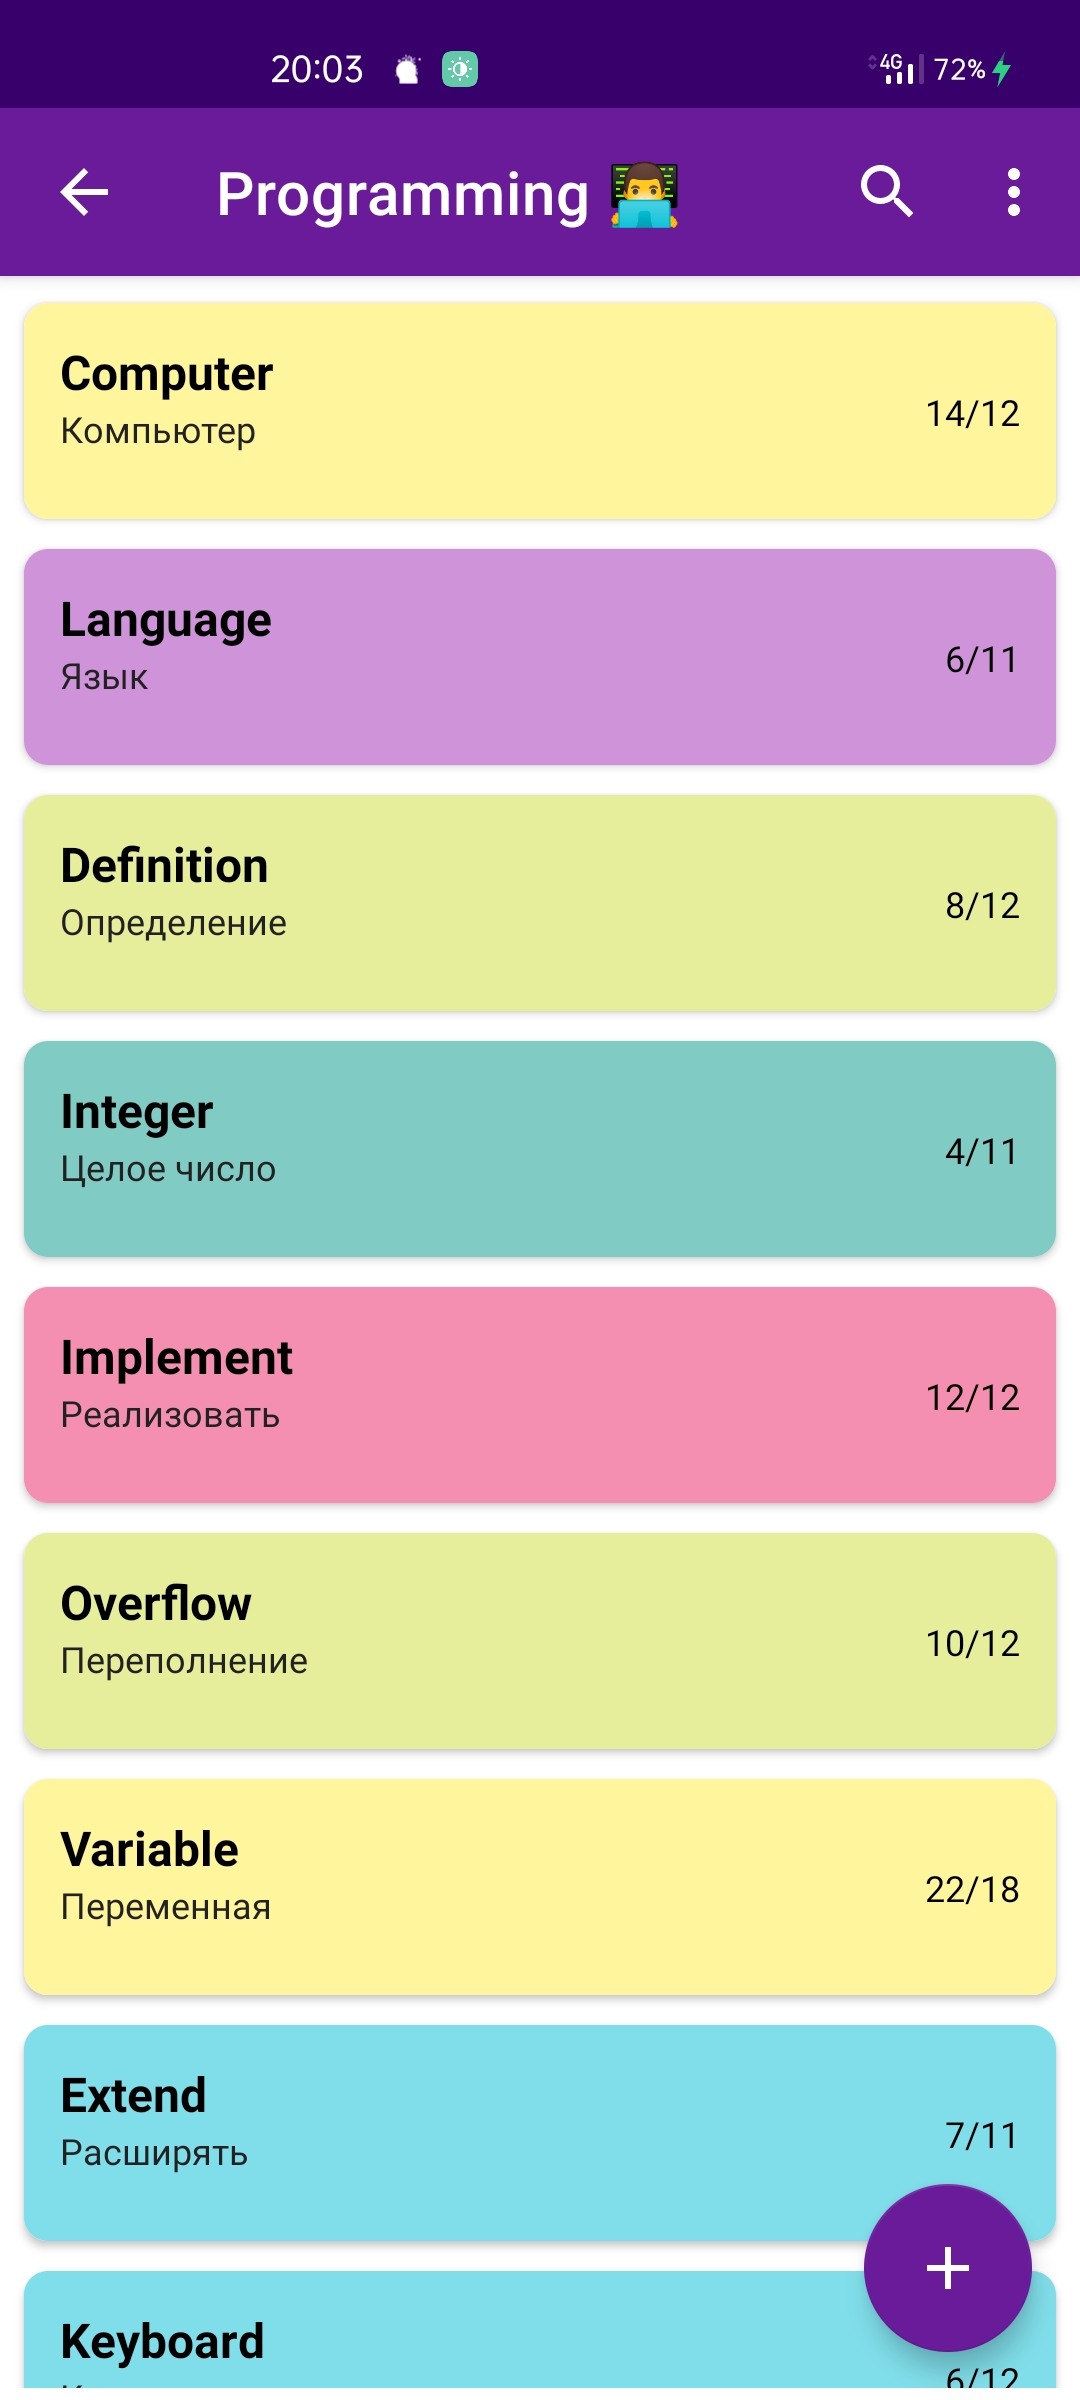 20:03 4G 72%
Programming
Computer
Компьютер
14/12
Language
Язык
6/11
Definition
Определение
8/12
Integer
Целое число
4/11
Implement
Реализовать
12/12
Overflow
Переполнение
10/12
Variable
Переменная
22/18
Extend
Расширять
7/11
Keyboard
6/12